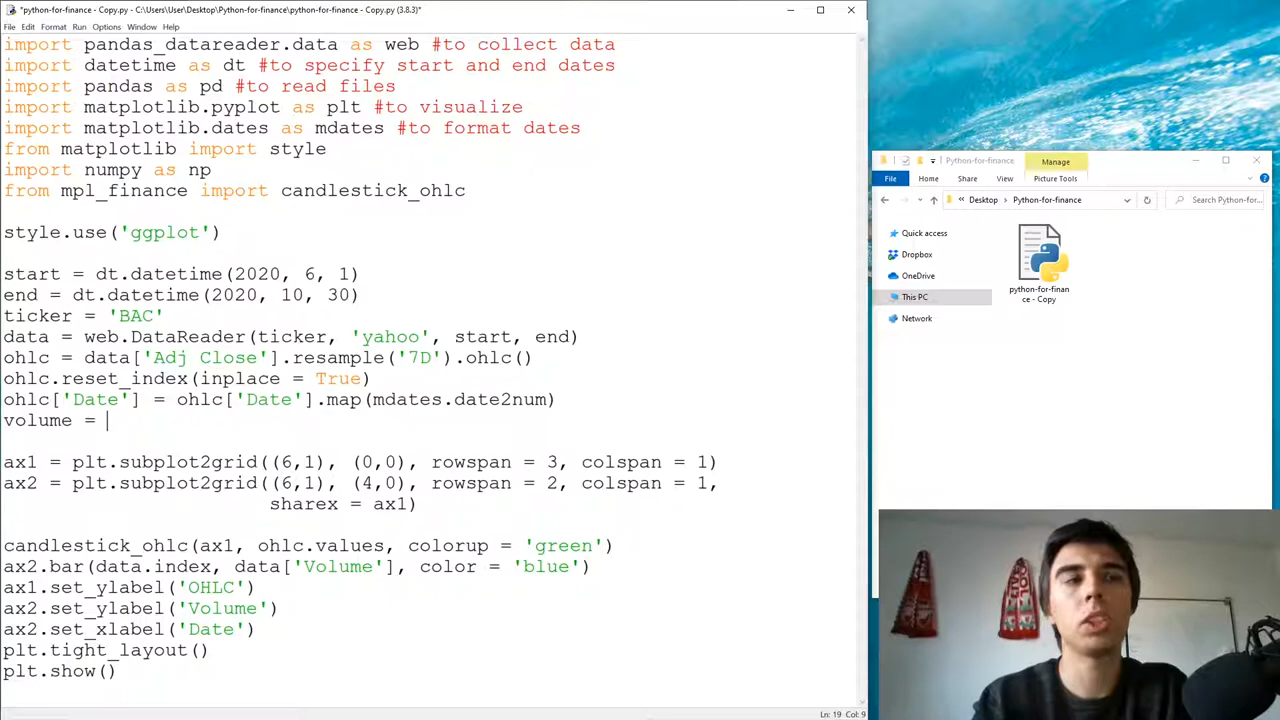 *python-for-finance - Copy.py - C:\Users\User\Desktop\Python-for-finance\python-for-finance - Copy.py (3.8.3)*
File Edit Format Run Options Window Help
import pandas_datareader.data as web #to collect data
import datetime as dt #to specify start and end dates
import pandas as pd #to read files
import matplotlib.pyplot as plt #to visualize
import matplotlib.dates as mdates #to format dates
from matplotlib import style
import numpy as np
from mpl_finance import candlestick_ohlc
style.use('ggplot')
start = dt.datetime(2020, 6, 1)
end = dt.datetime(2020, 10, 30)
ticker = 'BAC'
data = web.DataReader(ticker, 'yahoo', start, end)
ohlc = data['Adj Close'].resample('7D').ohlc()
ohlc.reset_index(inplace = True)
ohlc['Date'] = ohlc['Date'].map(mdates.date2num)
volume =
ax1 = plt.subplot2grid((6,1), (0,0), rowspan = 3, colspan = 1)
ax2 = plt.subplot2grid((6,1), (4,0), rowspan = 2, colspan = 1,
sharex = ax1)
candlestick_ohlc(ax1, ohlc.values, colorup = 'green')
ax2.bar(data.index, data['Volume'], color = 'blue')
ax1.set_ylabel('OHLC')
ax2.set_ylabel('Volume')
ax2.set_xlabel('Date')
plt.tight_layout()
plt.show()
Ln: 19 Col: 9
Manage
Python-for-finance
File Home Share View Picture Tools
« Desktop > Python-for-finance
Search Python-for-...
Quick access
Dropbox
OneDrive
This PC
Network
python-for-finan
ce - Copy